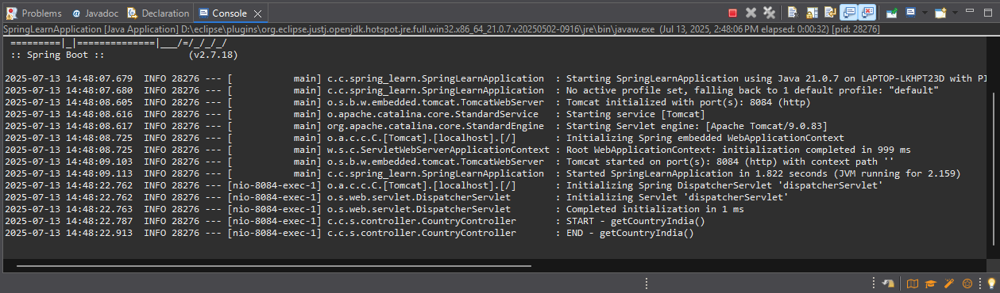 Problems @ Javadoc Declaration Console
SpringLearnApplication [Java Application] D:\eclipse\plugins\org.eclipse.justj.openjdk.hotspot.jre.full.win32.x86_64_21.0.7.v20250502-0916\jre\bin\javaw.exe (Jul 13, 2025, 2:48:06 PM elapsed: 0:00:32) [pid: 28276]
 =========|_|==============|___/=/_/_/_/
 :: Spring Boot ::               (v2.7.18)
2025-07-13 14:48:07.679  INFO 28276 --- [           main] c.c.spring_learn.SpringLearnApplication  : Starting SpringLearnApplication using Java 21.0.7 on LAPTOP-LKHPT23D with PI
2025-07-13 14:48:07.680  INFO 28276 --- [           main] c.c.spring_learn.SpringLearnApplication  : No active profile set, falling back to 1 default profile: "default"
2025-07-13 14:48:08.605  INFO 28276 --- [           main] o.s.b.w.embedded.tomcat.TomcatWebServer  : Tomcat initialized with port(s): 8084 (http)
2025-07-13 14:48:08.616  INFO 28276 --- [           main] o.apache.catalina.core.StandardService   : Starting service [Tomcat]
2025-07-13 14:48:08.617  INFO 28276 --- [           main] org.apache.catalina.core.StandardEngine  : Starting Servlet engine: [Apache Tomcat/9.0.83]
2025-07-13 14:48:08.725  INFO 28276 --- [           main] o.a.c.c.C.[Tomcat].[localhost].[/]       : Initializing Spring embedded WebApplicationContext
2025-07-13 14:48:08.725  INFO 28276 --- [           main] w.s.c.ServletWebServerApplicationContext : Root WebApplicationContext: initialization completed in 999 ms
2025-07-13 14:48:09.103  INFO 28276 --- [           main] o.s.b.w.embedded.tomcat.TomcatWebServer  : Tomcat started on port(s): 8084 (http) with context path ''
2025-07-13 14:48:09.113  INFO 28276 --- [           main] c.c.spring_learn.SpringLearnApplication  : Started SpringLearnApplication in 1.822 seconds (JVM running for 2.159)
2025-07-13 14:48:22.762  INFO 28276 --- [nio-8084-exec-1] o.a.c.c.C.[Tomcat].[localhost].[/]       : Initializing Spring DispatcherServlet 'dispatcherServlet'
2025-07-13 14:48:22.762  INFO 28276 --- [nio-8084-exec-1] o.s.web.servlet.DispatcherServlet        : Initializing Servlet 'dispatcherServlet'
2025-07-13 14:48:22.763  INFO 28276 --- [nio-8084-exec-1] o.s.web.servlet.DispatcherServlet        : Completed initialization in 1 ms
2025-07-13 14:48:22.787  INFO 28276 --- [nio-8084-exec-1] c.c.s.controller.CountryController       : START - getCountryIndia()
2025-07-13 14:48:22.913  INFO 28276 --- [nio-8084-exec-1] c.c.s.controller.CountryController       : END - getCountryIndia()